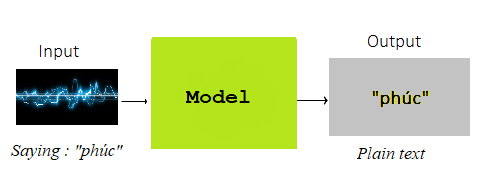 Input
Saying : "phúc"
Model
Output
"phúc"
Plain text